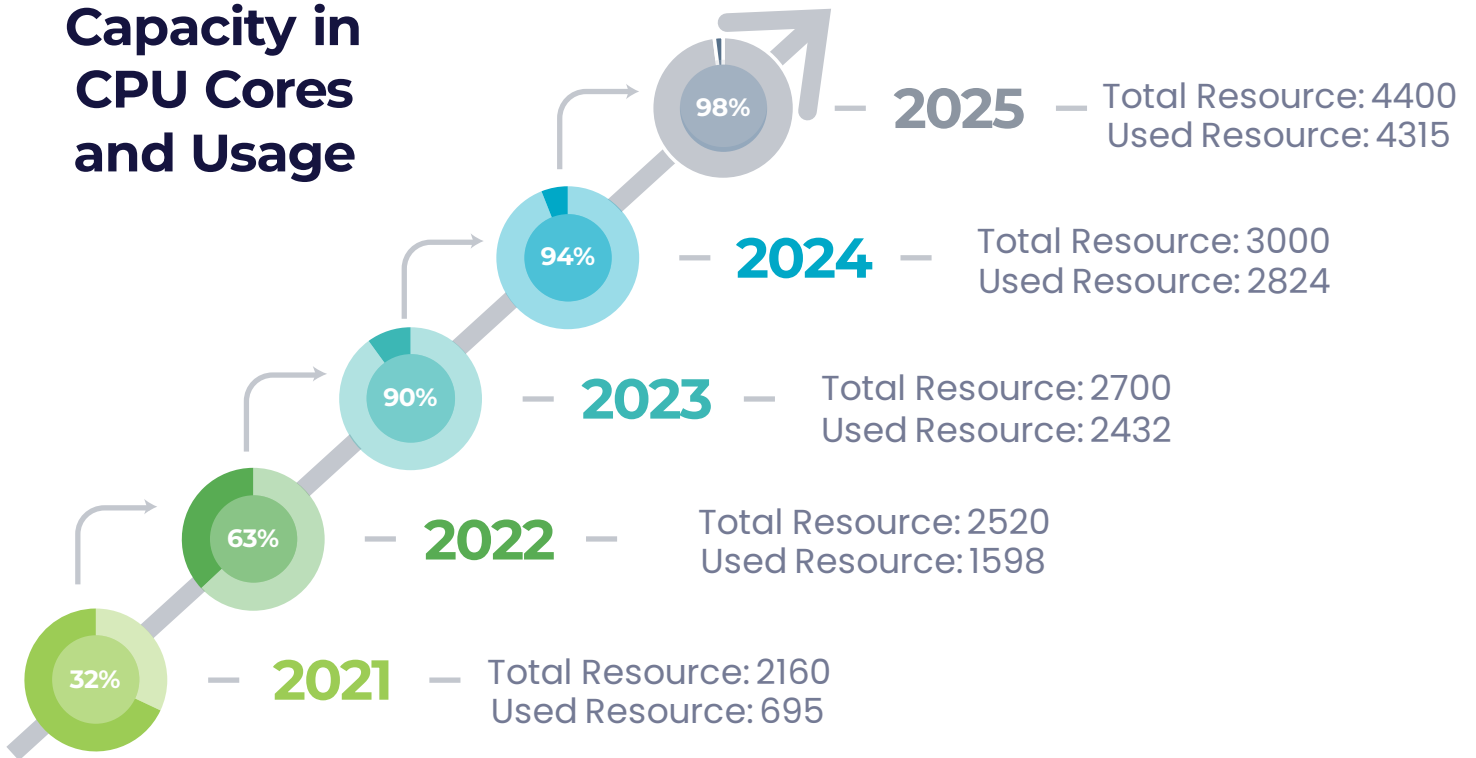 Capacity in
CPU Cores
and Usage
98%
2025
Total Resource: 4400
Used Resource: 4315
94%
2024
Total Resource: 3000
Used Resource: 2824
90%
2023
Total Resource: 2700
Used Resource: 2432
63%
2022
Total Resource: 2520
Used Resource: 1598
32%
2021
Total Resource: 2160
Used Resource: 695